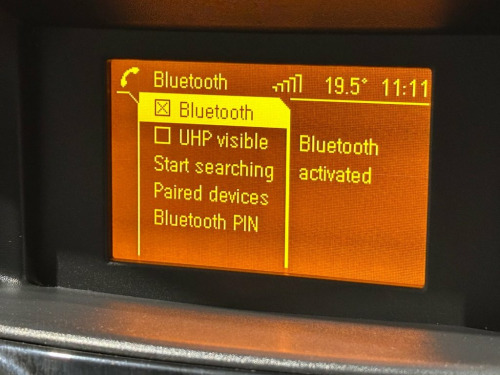 Bluetooth 19.5° 11:11
Bluetooth
UHP visible
Start searching
Paired devices
Bluetooth PIN
Bluetooth
activated